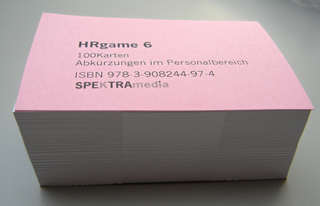 HRgame 6
100Karten
Abkürzungen im Personalbereich
ISBN 978-3-908244-97-4
SPEKTRAmedia